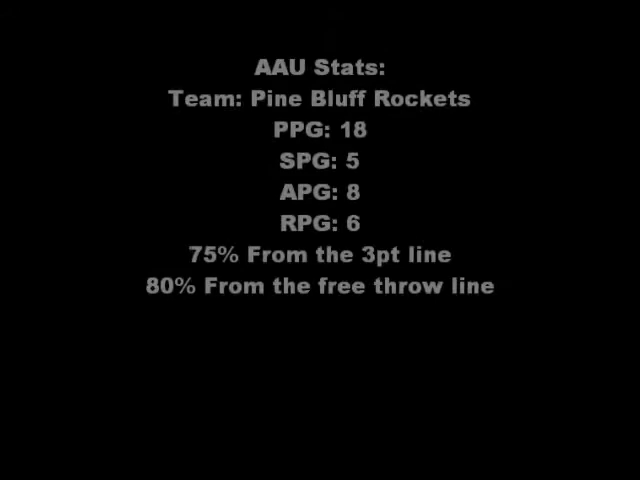 AAU Stats:
Team: Pine Bluff Rockets
PPG: 18
SPG: 5
APG: 8
RPG: 6
75% From the 3pt line
80% From the free throw line